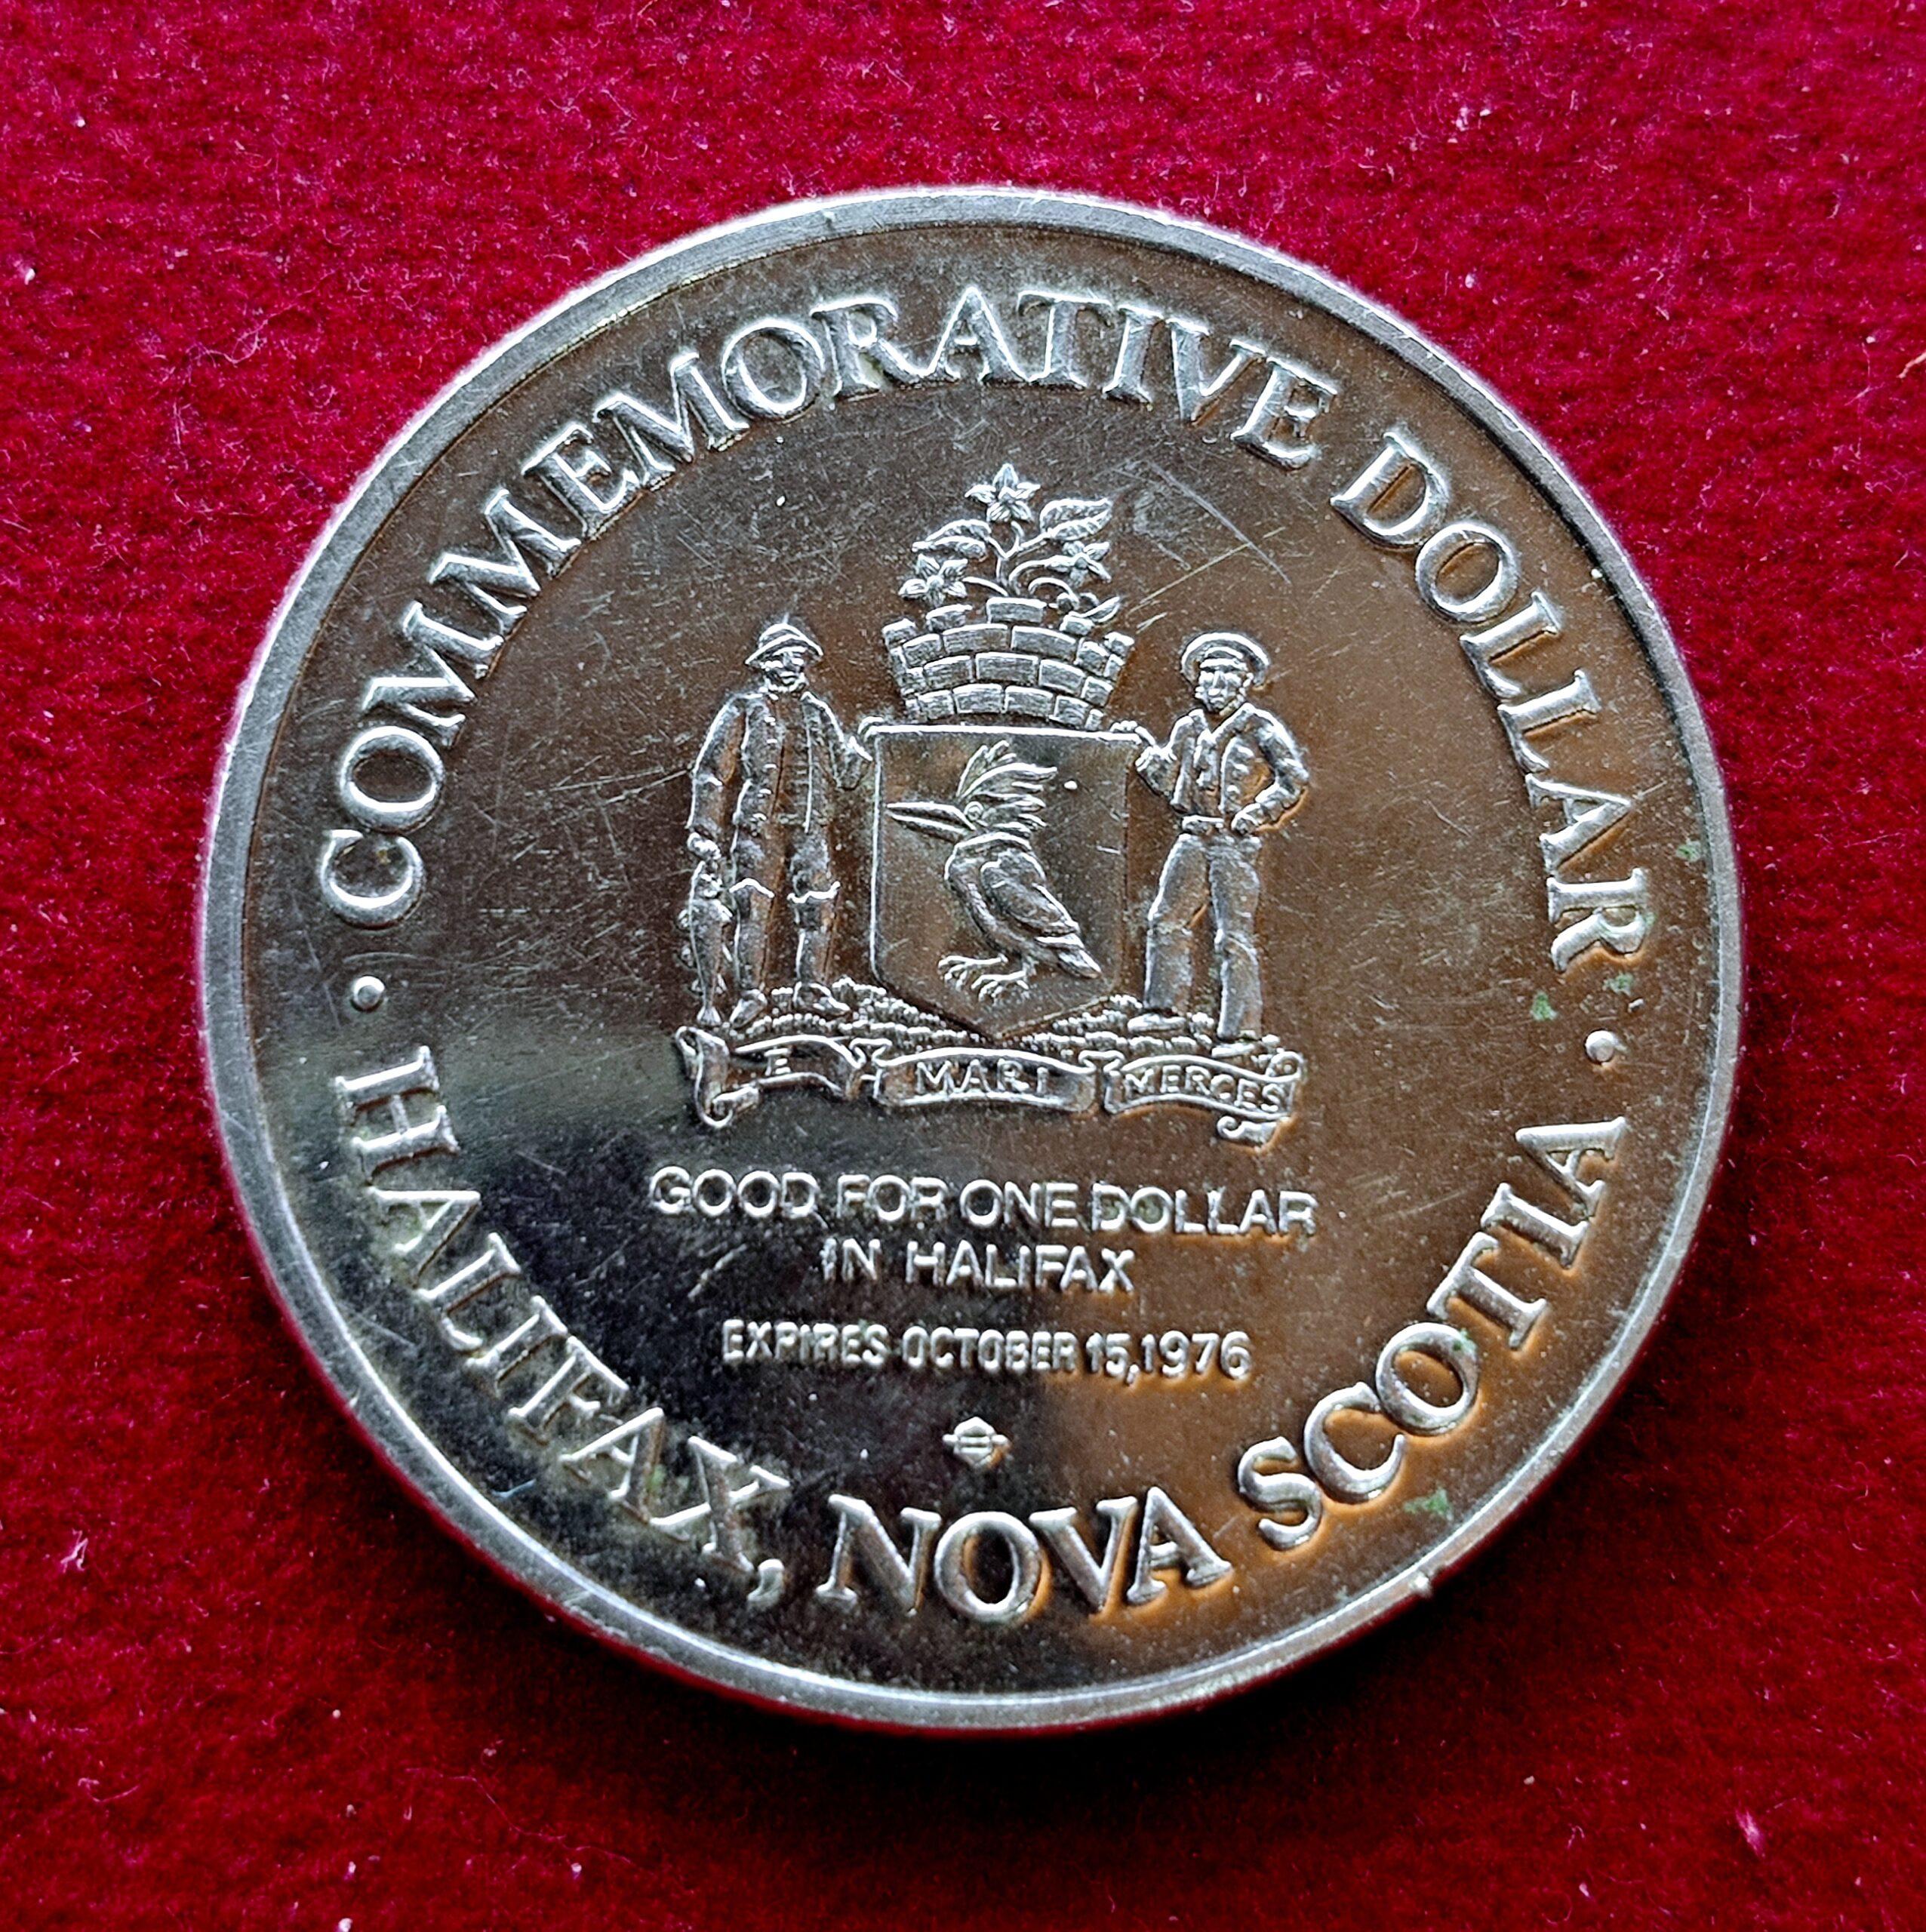 COMMEMORATIVE DOLLAR
E MARI MERCES
GOOD FOR ONE DOLLAR
IN HALIFAX
EXPIRES OCTOBER 15, 1976
HALIFAX, NOVA SCOTIA